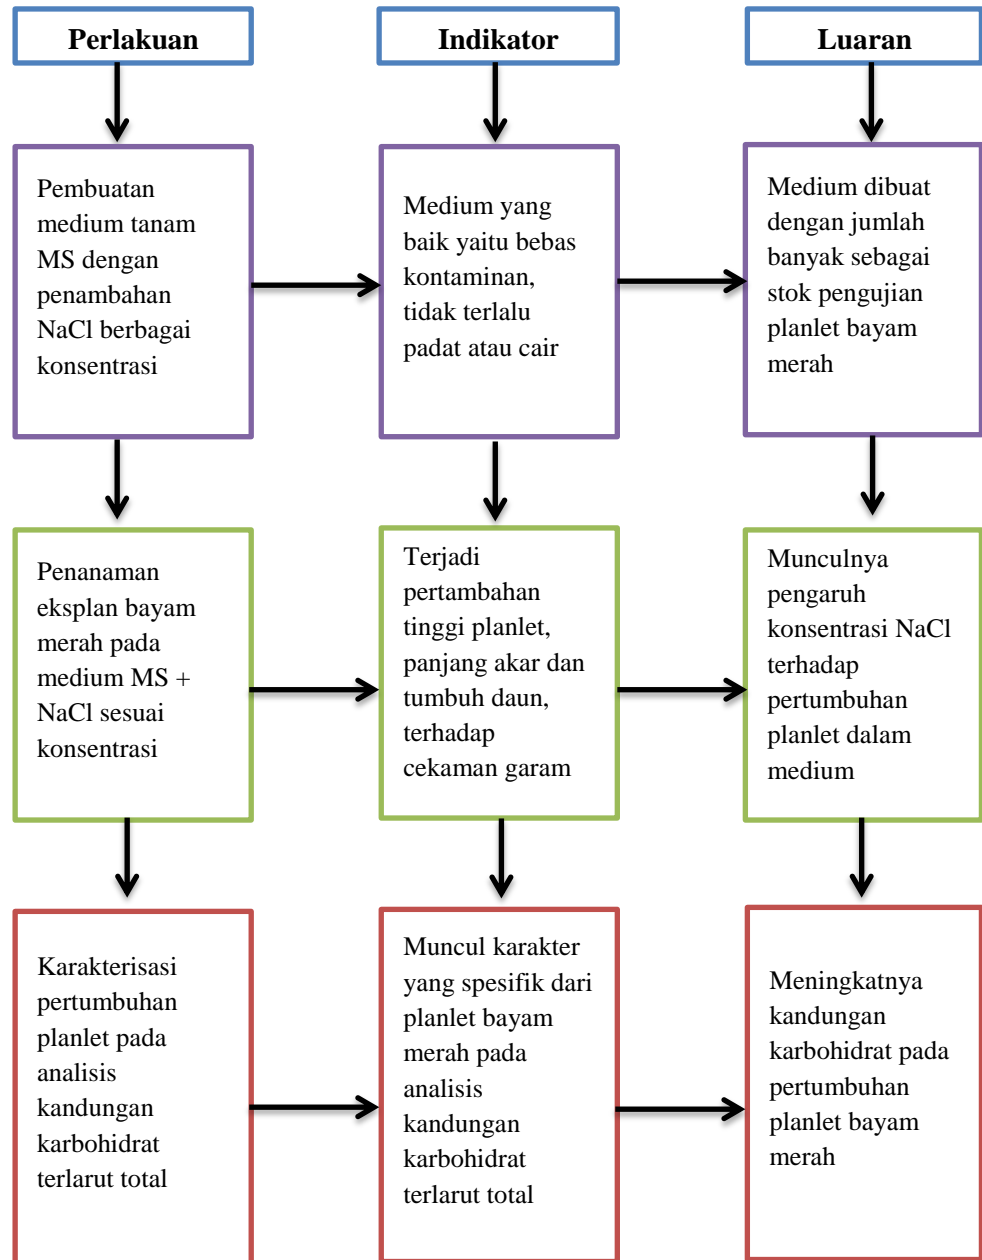 Perlakuan
Indikator
Luaran
Pembuatan
medium tanam
MS dengan
penambahan
NaCl berbagai
konsentrasi
Medium yang
baik yaitu bebas
kontaminan,
tidak terlalu
padat atau cair
Medium dibuat
dengan jumlah
banyak sebagai
stok pengujian
planlet bayam
merah
Penanaman
eksplan bayam
merah pada
medium MS +
NaCl sesuai
konsentrasi
Terjadi
pertambahan
tinggi planlet,
panjang akar dan
tumbuh daun,
terhadap
cekaman garam
Munculnya
pengaruh
konsentrasi NaCl
terhadap
pertumbuhan
planlet dalam
medium
Karakterisasi
pertumbuhan
planlet pada
analisis
kandungan
karbohidrat
terlarut total
Muncul karakter
yang spesifik dari
planlet bayam
merah pada
analisis
kandungan
karbohidrat
terlarut total
Meningkatnya
kandungan
karbohidrat pada
pertumbuhan
planlet bayam
merah